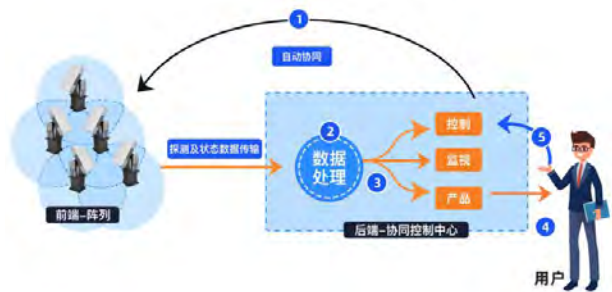 1
自动协同
2
控制
5
探测及状态数据传输
数据
处理
监视
3
产品
前端-阵列
后端-协同控制中心
4
用户